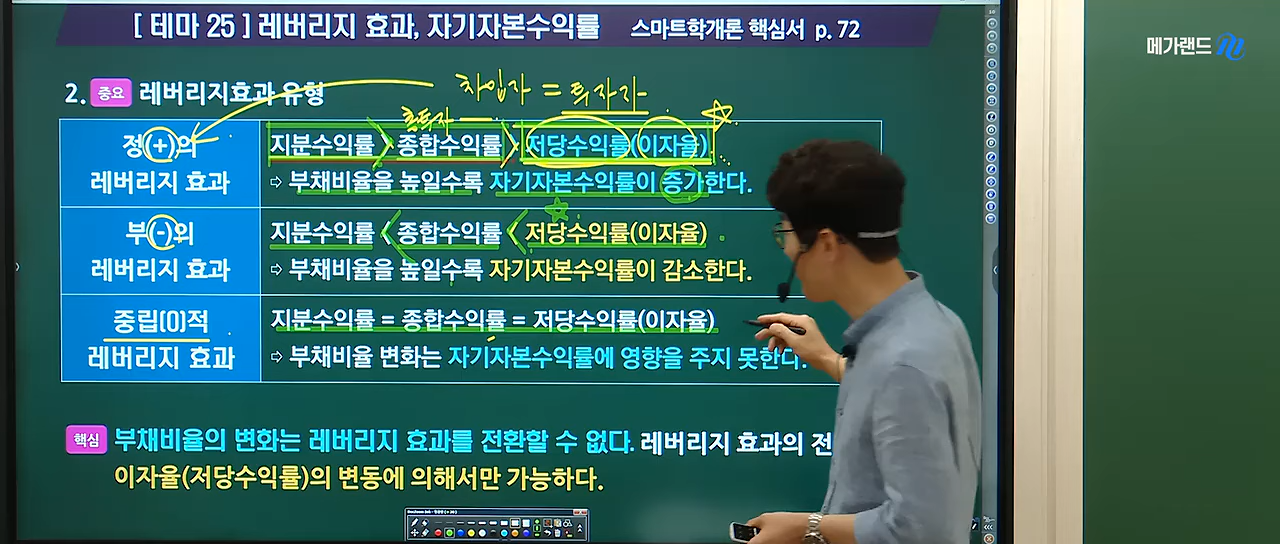 [ 테마 25 ] 레버리지 효과, 자기자본수익률 스마트학개론 핵심서 p. 72
메가랜드
2. 중요 레버리지효과 유형
차입자 = 투자자
총투자
정(+)의
레버리지 효과
지분수익률 > 종합수익률 > 저당수익률(이자율)
⇨ 부채비율을 높일수록 자기자본수익률이 증가한다.
부(-)의
레버리지 효과
지분수익률 < 종합수익률 < 저당수익률(이자율)
⇨ 부채비율을 높일수록 자기자본수익률이 감소한다.
중립(0)적
레버리지 효과
지분수익률 = 종합수익률 = 저당수익률(이자율)
⇨ 부채비율 변화는 자기자본수익률에 영향을 주지 못한다.
핵심 부채비율의 변화는 레버리지 효과를 전환할 수 없다. 레버리지 효과의 전
이자율(저당수익률)의 변동에 의해서만 가능하다.